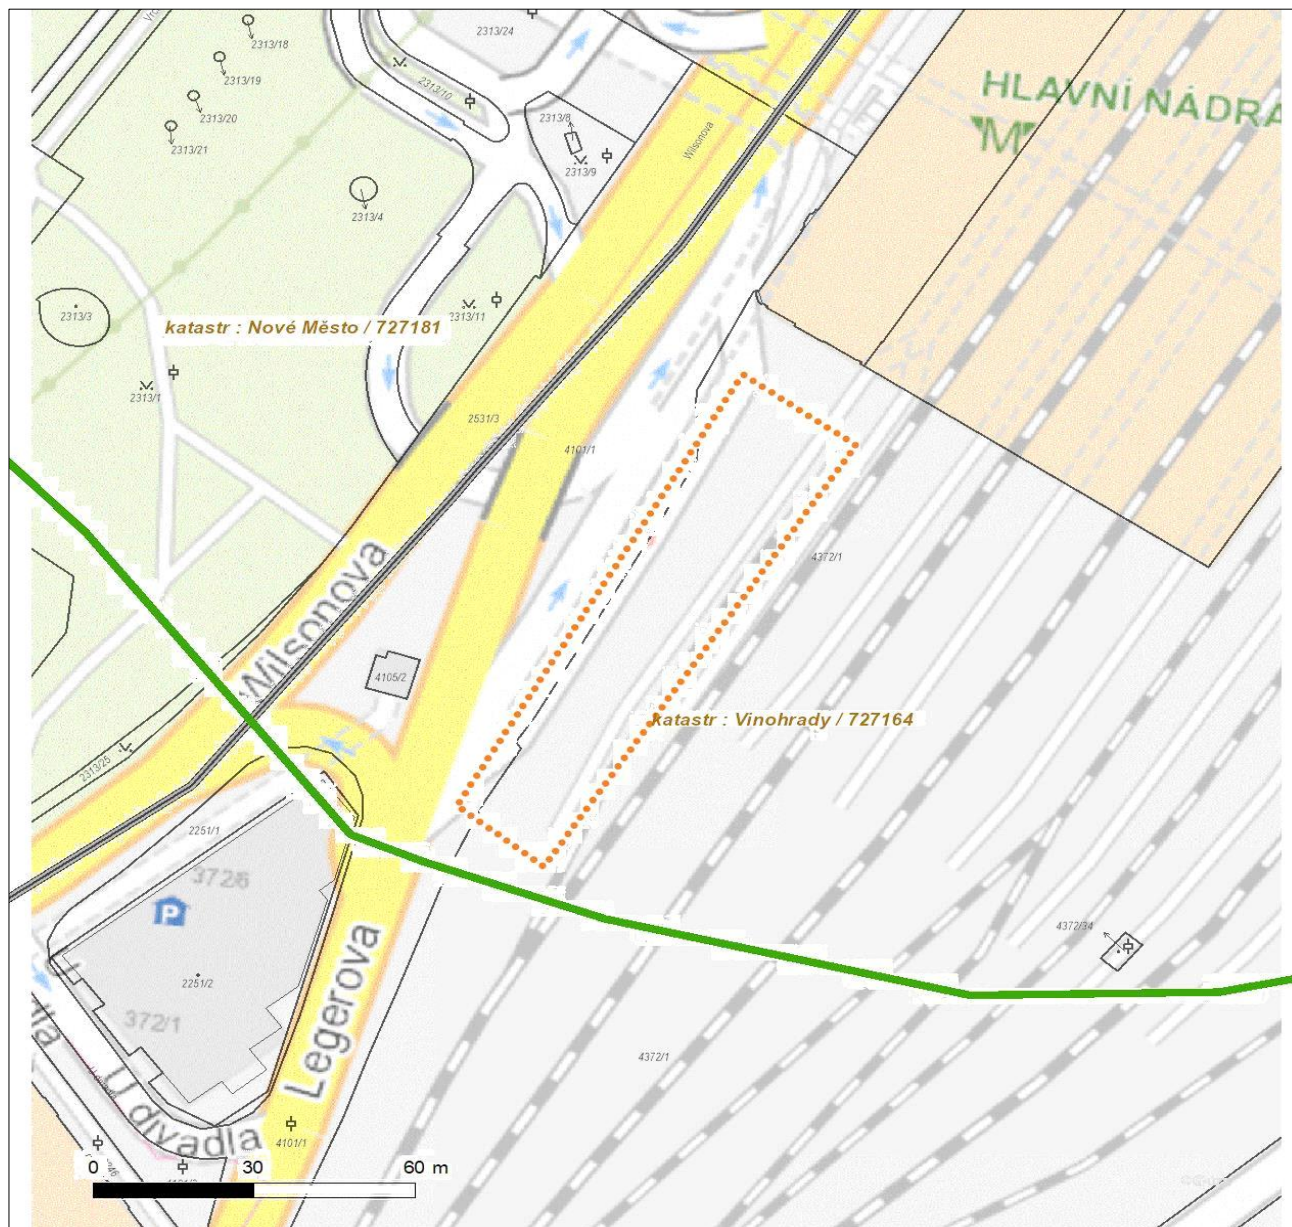 2313/18
2313/24
2313/19
2313/10
2313/20
2313/8
HLAVNÍ NÁDRA
M
2313/21
Wilsonova
2313/9
2313/4
2313/3
2313/11
katastr : Nové Město / 727181
2313/1
2531/3
4101/1
4372/1
Wilsonova
4105/2
katastr : Vinohrady / 727164
2313/25
2251/1
372/6
P
4372/34
Legerova
2251/2
372/1
4372/1
U divadla
4101/1
0 30 60 m